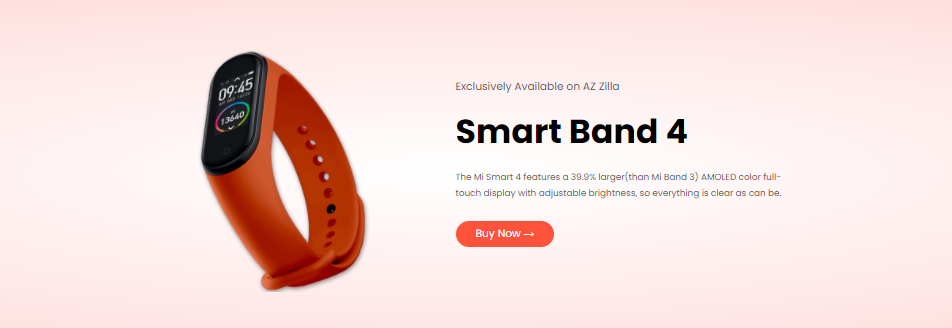 09:45
13640
Exclusively Available on AZ Zilla
Smart Band 4
The Mi Smart 4 features a 39.9% larger(than Mi Band 3) AMOLED color full-
touch display with adjustable brightness, so everything is clear as can be.
Buy Now →